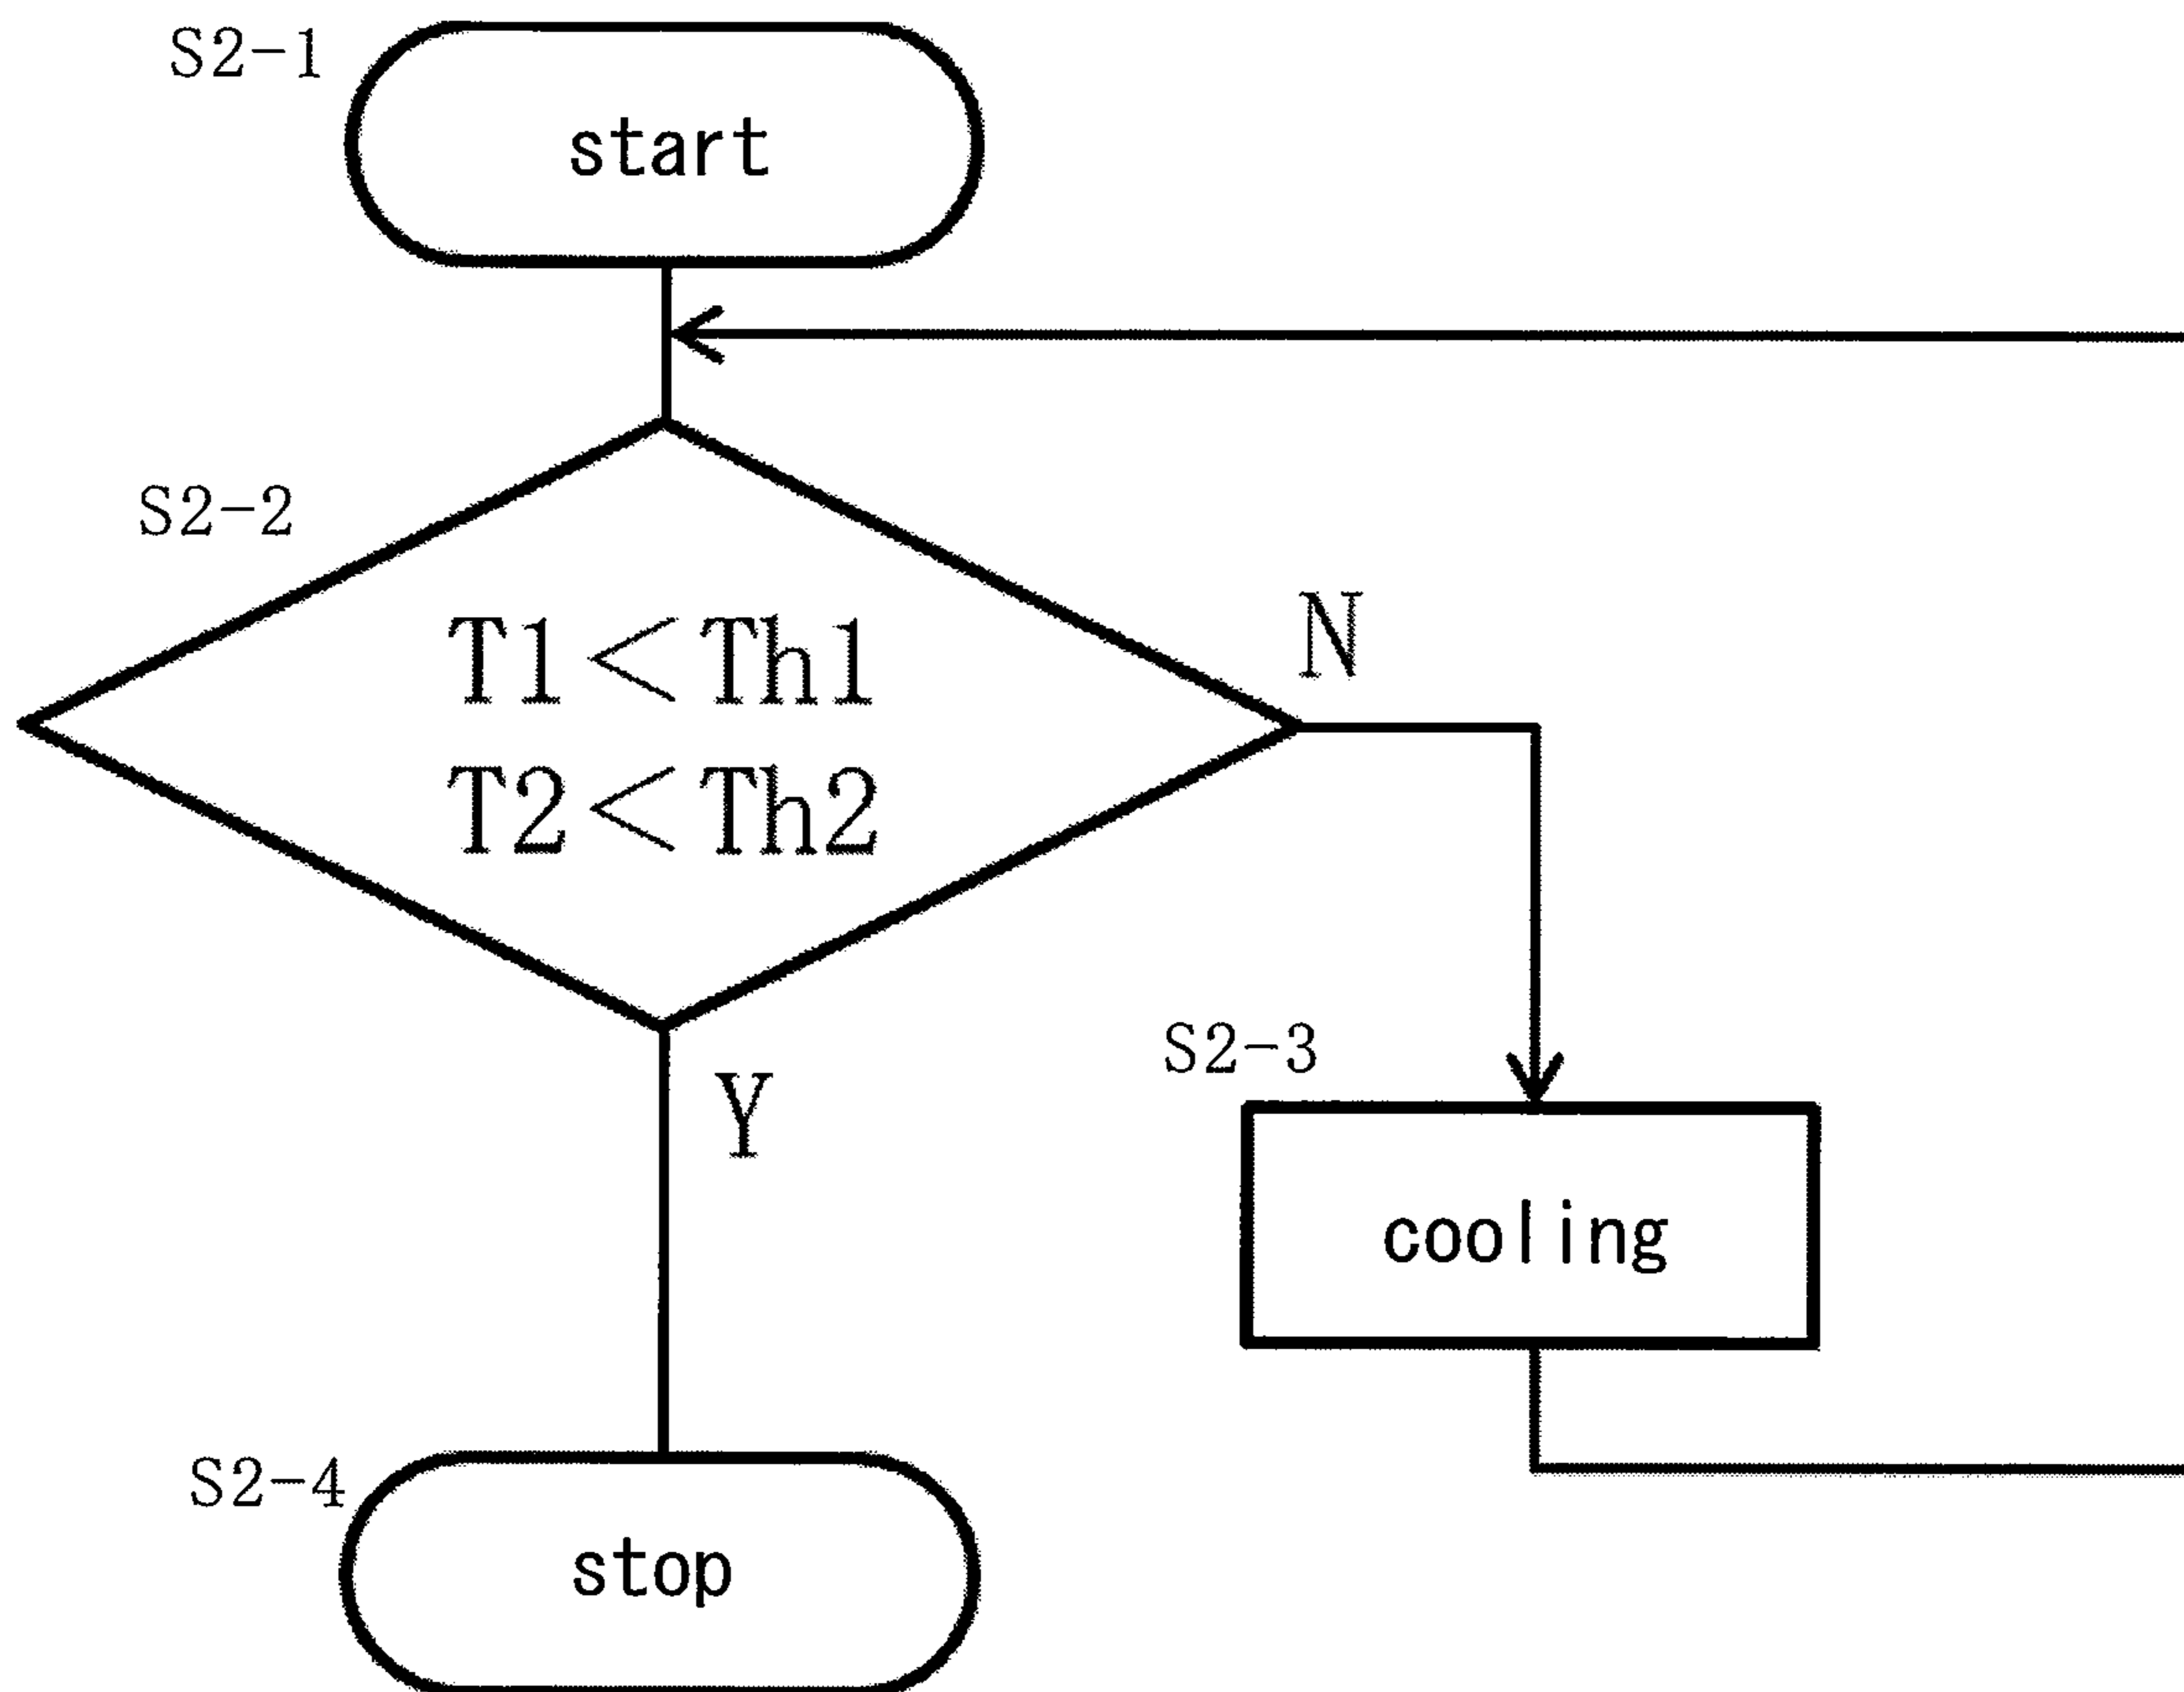 S2-1
start
S2-2
T1<Th1
T2<Th2
N
Y
S2-3
cooling
S2-4
stop